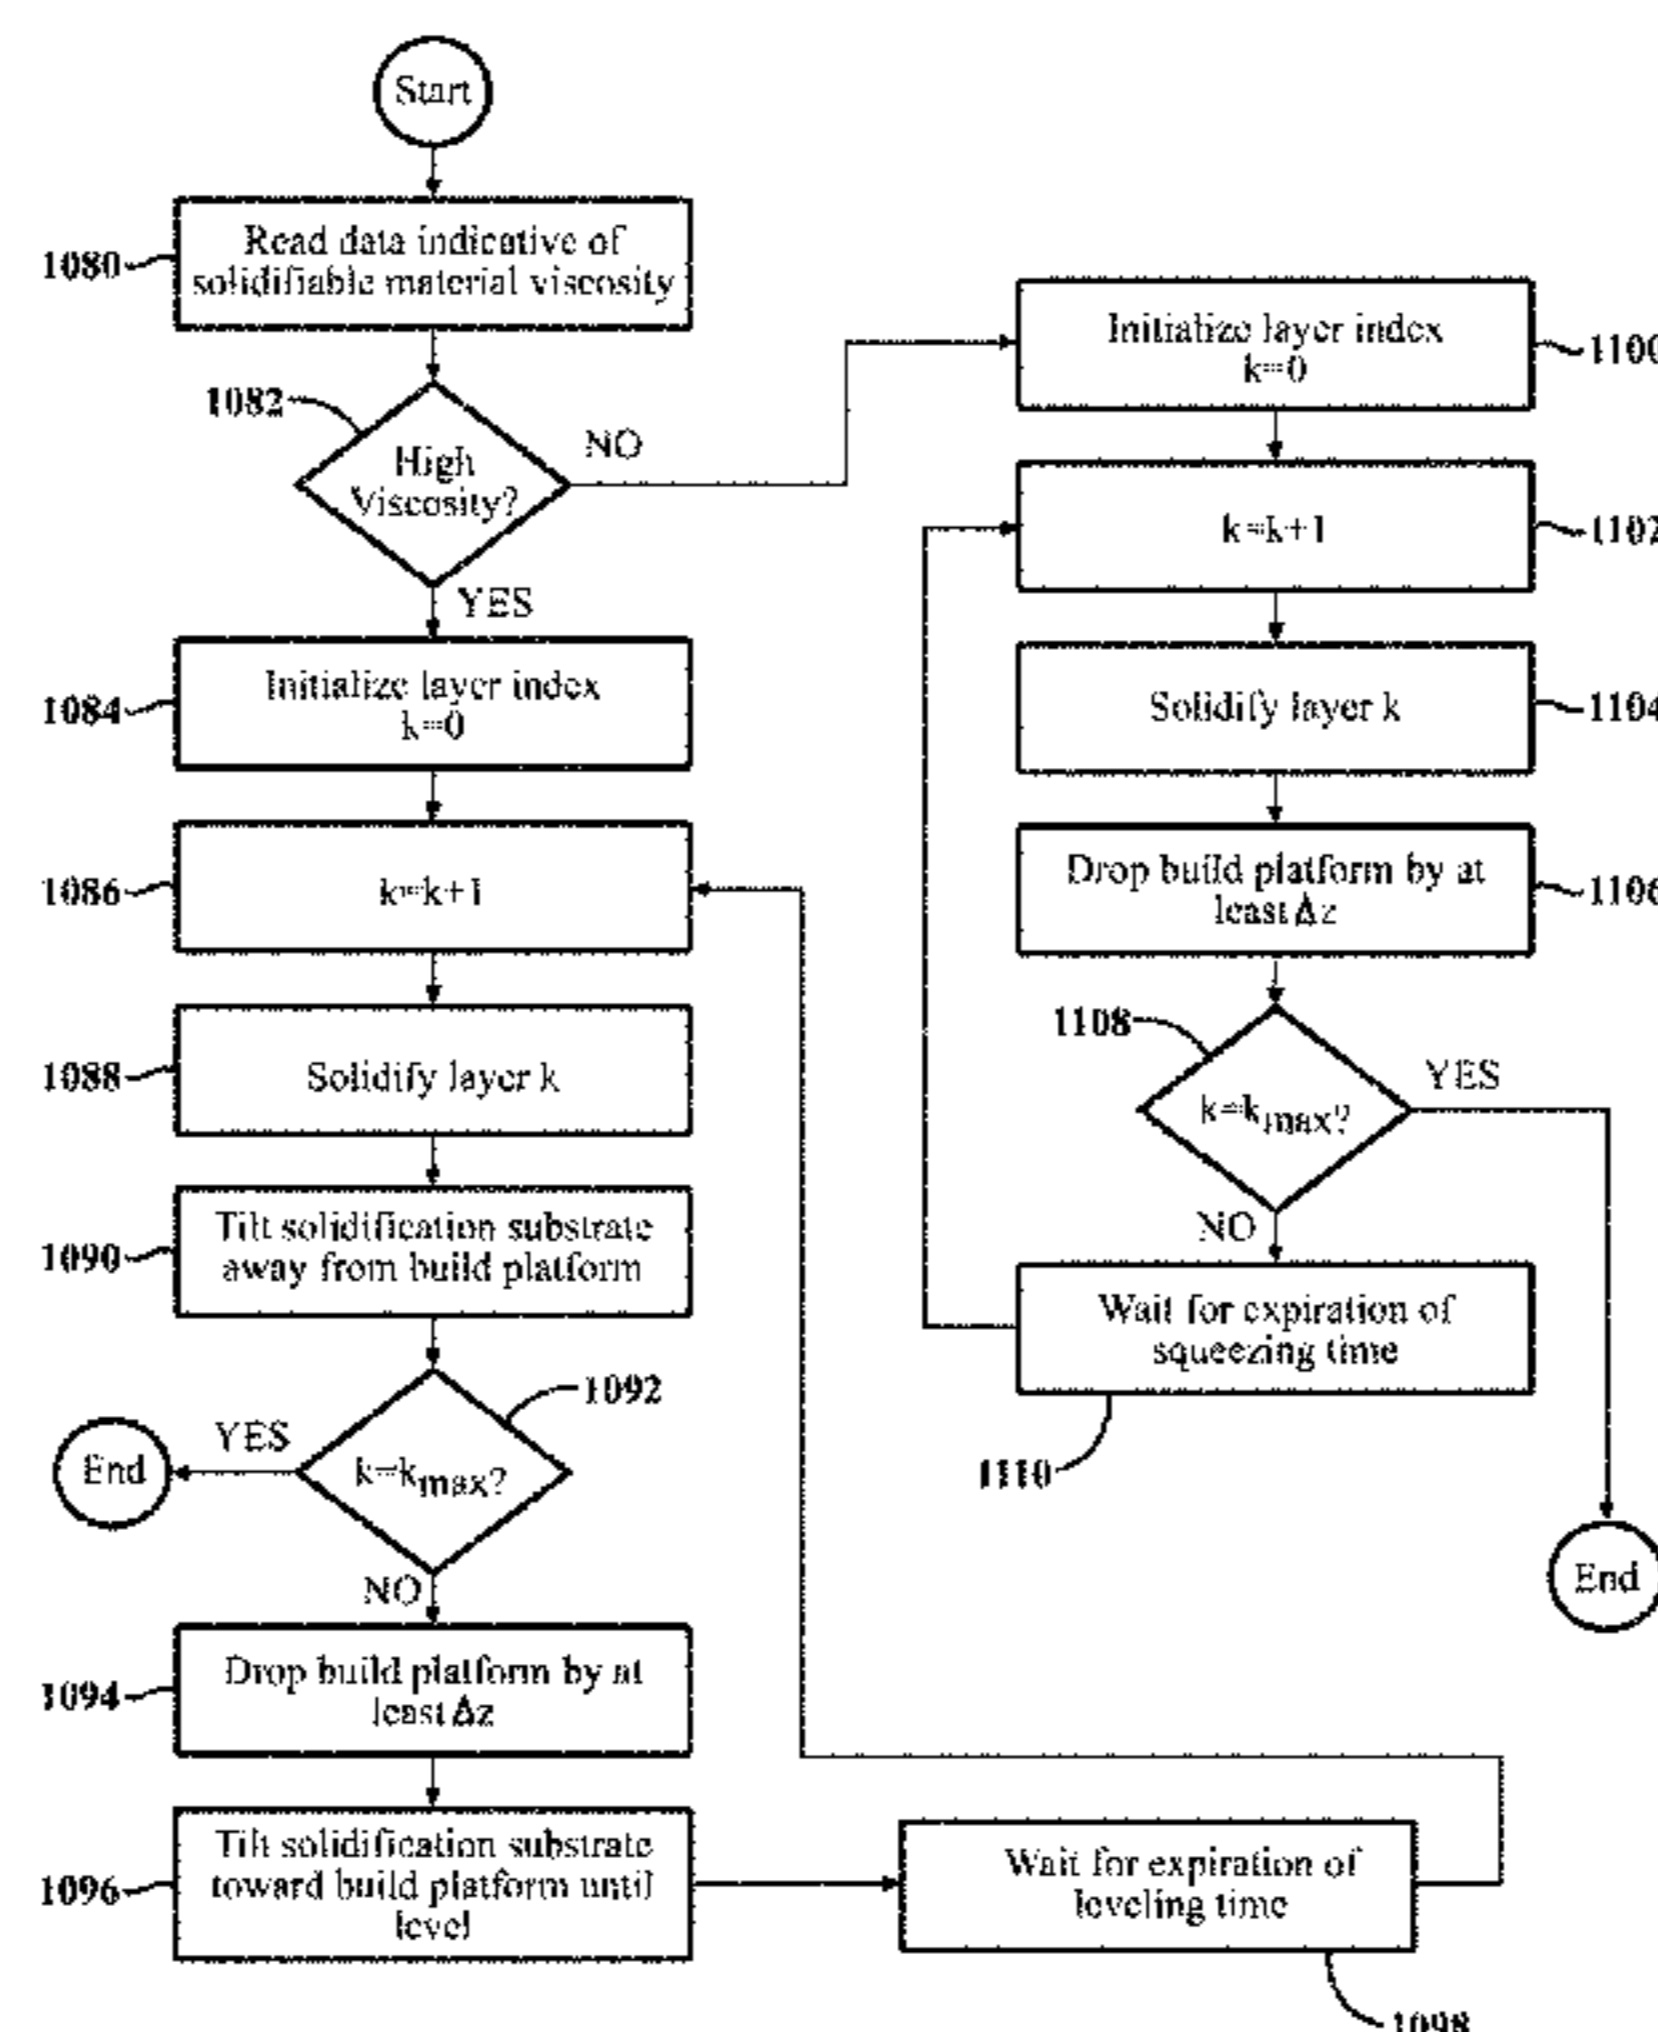 Start
1080
Read data indicative of
solidifiable material viscosity
1082
High
Viscosity?
NO
YES
1084
Initialize layer index
k=0
1086
k=k+1
1088
Solidify layer k
1090
Tilt solidification substrate
away from build platform
1092
k=kmax?
YES
End
NO
1094
Drop build platform by at
least Δz
1096
Tilt solidification substrate
toward build platform until
level
Wait for expiration of
leveling time
1098
Initialize layer index
k=0
1100
k=k+1
1102
Solidify layer k
1104
Drop build platform by at
least Δz
1106
1108
k=kmax?
YES
NO
Wait for expiration of
squeezing time
1110
End